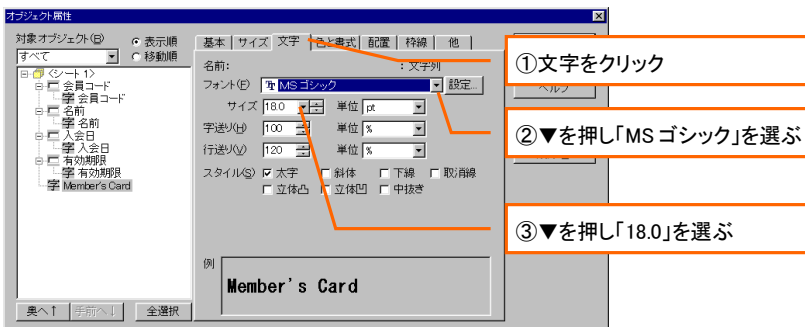 オブジェクト属性
対象オブジェクト(B)
表示順
移動順
すべて
<シート1>
会員コード
字 会員コード
名前
字 名前
入会日
字 入会日
有効期限
字 有効期限
字 Member's Card
奥へ↑
手前へ↓
全選択
基本
サイズ
文字
色と書式
配置
枠線
他
名前:
:文字列
フォント(F)
MS ゴシック
設定...
サイズ
18.0
単位
pt
字送り(H)
100
単位
%
行送り(V)
120
単位
%
スタイル(S)
太字
斜体
下線
取消線
立体凸
立体凹
中抜き
例
Member's Card
ヘルプ
①文字をクリック
②▼を押し「MSゴシック」を選ぶ
③▼を押し「18.0」を選ぶ